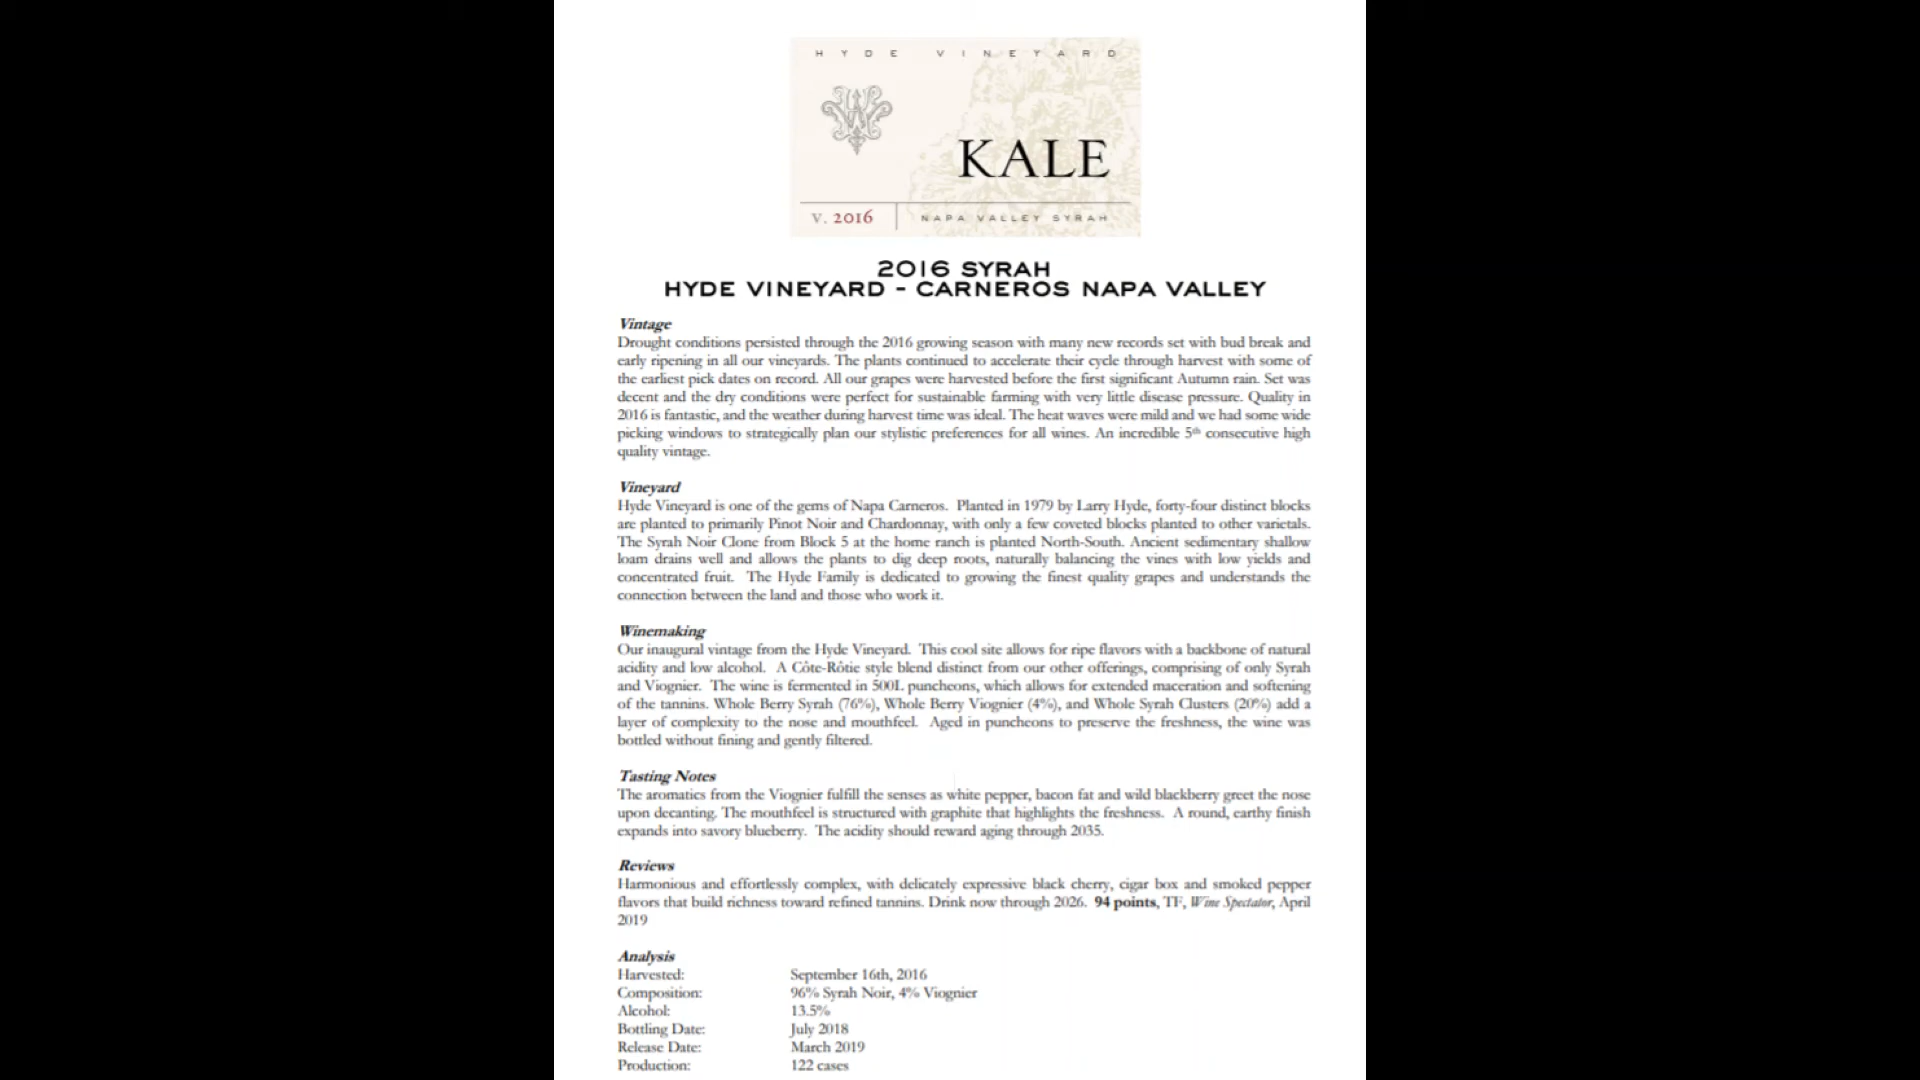 HYDE VINEYARD
W
KALE
V. 2016
NAPA VALLEY SYRAH
2016 SYRAH
HYDE VINEYARD - CARNEROS NAPA VALLEY
Vintage
Drought conditions persisted through the 2016 growing season with many new records set with bud break and
early ripening in all our vineyards. The plants continued to accelerate their cycle through harvest with some of
the earliest pick dates on record. All our grapes were harvested before the first significant Autumn rain. Set was
decent and the dry conditions were perfect for sustainable farming with very little disease pressure. Quality in
2016 is fantastic, and the weather during harvest time was ideal. The heat waves were mild and we had some wide
picking windows to strategically plan our stylistic preferences for all wines. An incredible 5th consecutive high
quality vintage.
Vineyard
Hyde Vineyard is one of the gems of Napa Carneros. Planted in 1979 by Larry Hyde, forty-four distinct blocks
are planted to primarily Pinot Noir and Chardonnay, with only a few coveted blocks planted to other varietals.
The Syrah Noir Clone from Block 5 at the home ranch is planted North-South. Ancient sedimentary shallow
loam drains well and allows the plants to dig deep roots, naturally balancing the vines with low yields and
concentrated fruit. The Hyde Family is dedicated to growing the finest quality grapes and understands the
connection between the land and those who work it.
Winemaking
Our inaugural vintage from the Hyde Vineyard. This cool site allows for ripe flavors with a backbone of natural
acidity and low alcohol. A Côte-Rôtie style blend distinct from our other offerings, comprising of only Syrah
and Viognier. The wine is fermented in 500L puncheons, which allows for extended maceration and softening
of the tannins. Whole Berry Syrah (76%), Whole Berry Viognier (4%), and Whole Syrah Clusters (20%) add a
layer of complexity to the nose and mouthfeel. Aged in puncheons to preserve the freshness, the wine was
bottled without fining and gently filtered.
Tasting Notes
The aromatics from the Viognier fulfill the senses as white pepper, bacon fat and wild blackberry greet the nose
upon decanting. The mouthfeel is structured with graphite that highlights the freshness. A round, earthy finish
expands into savory blueberry. The acidity should reward aging through 2035.
Reviews
Harmonious and effortlessly complex, with delicately expressive black cherry, cigar box and smoked pepper
flavors that build richness toward refined tannins. Drink now through 2026. 94 points, TF, Wine Spectator, April
2019
Analysis
Harvested: September 16th, 2016
Composition: 96% Syrah Noir, 4% Viognier
Alcohol: 13.5%
Bottling Date: July 2018
Release Date: March 2019
Production: 122 cases